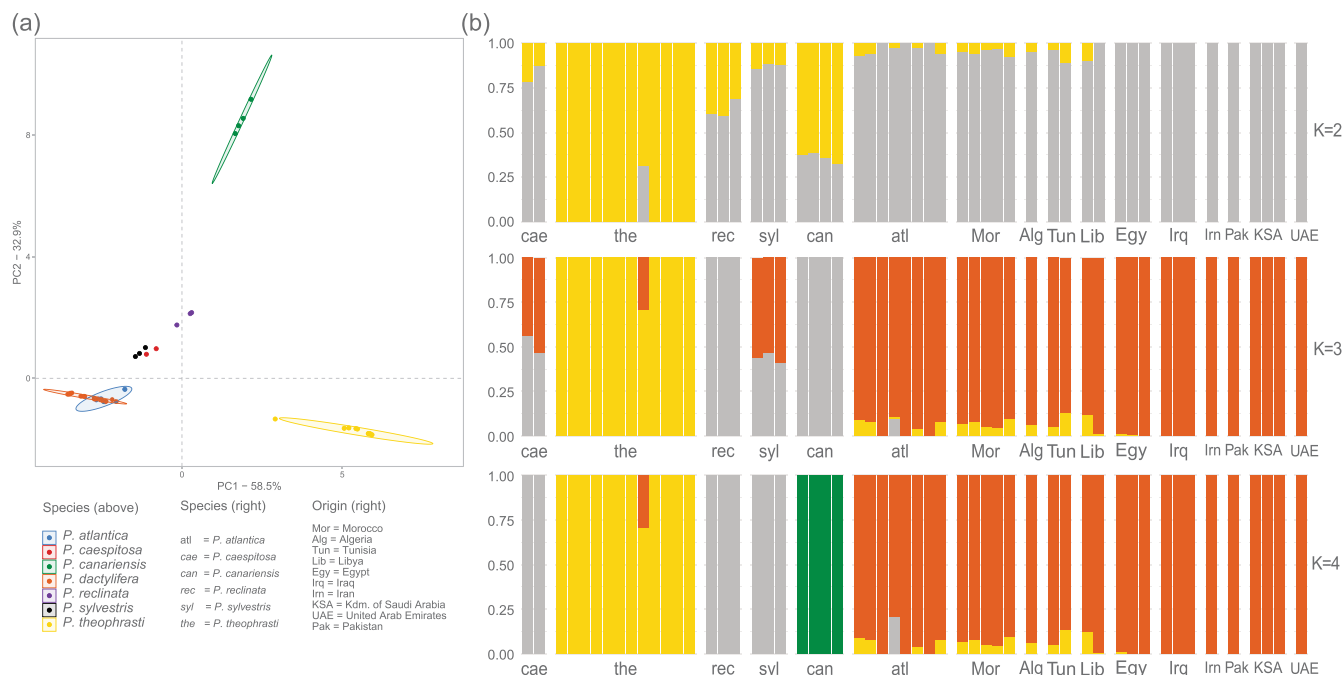 (a)
PC2 − 32.9%
8
4
0
0
5
PC1 − 58.5%
Species (above)
P. atlantica
P. caespitosa
P. canariensis
P. dactylifera
P. reclinata
P. sylvestris
P. theophrasti
Species (right)
atl = P. atlantica
cae = P. caespitosa
can = P. canariensis
rec = P. reclinata
syl = P. sylvestris
the = P. theophrasti
Origin (right)
Mor = Morocco
Alg = Algeria
Tun = Tunisia
Lib = Libya
Egy = Egypt
Irq = Iraq
Irn = Iran
KSA = Kdm. of Saudi Arabia
UAE = United Arab Emirates
Pak = Pakistan
(b)
1.00
0.75
0.50
0.25
0.00
K=2
cae the rec syl can atl Mor Alg Tun Lib Egy Irq Irn Pak KSA UAE
1.00
0.75
0.50
0.25
0.00
K=3
cae the rec syl can atl Mor Alg Tun Lib Egy Irq Irn Pak KSA UAE
1.00
0.75
0.50
0.25
0.00
K=4
cae the rec syl can atl Mor Alg Tun Lib Egy Irq Irn Pak KSA UAE